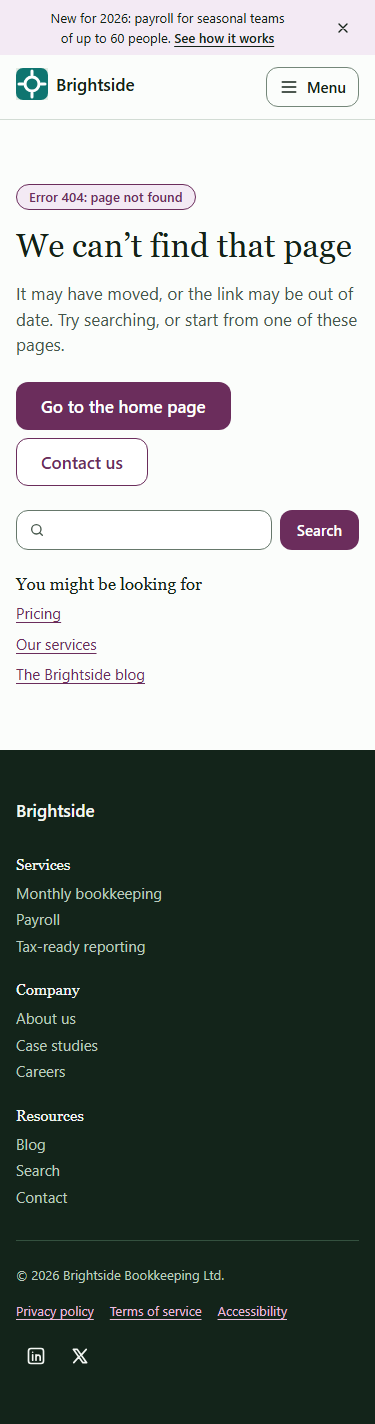 New for 2026: payroll for seasonal teams
of up to 60 people. See how it works
Brightside
Menu
Error 404: page not found
We can’t find that page
It may have moved, or the link may be out of
date. Try searching, or start from one of these
pages.
Go to the home page
Contact us
Search
You might be looking for
Pricing
Our services
The Brightside blog
Brightside
Services
Monthly bookkeeping
Payroll
Tax-ready reporting
Company
About us
Case studies
Careers
Resources
Blog
Search
Contact
© 2026 Brightside Bookkeeping Ltd.
Privacy policy Terms of service Accessibility